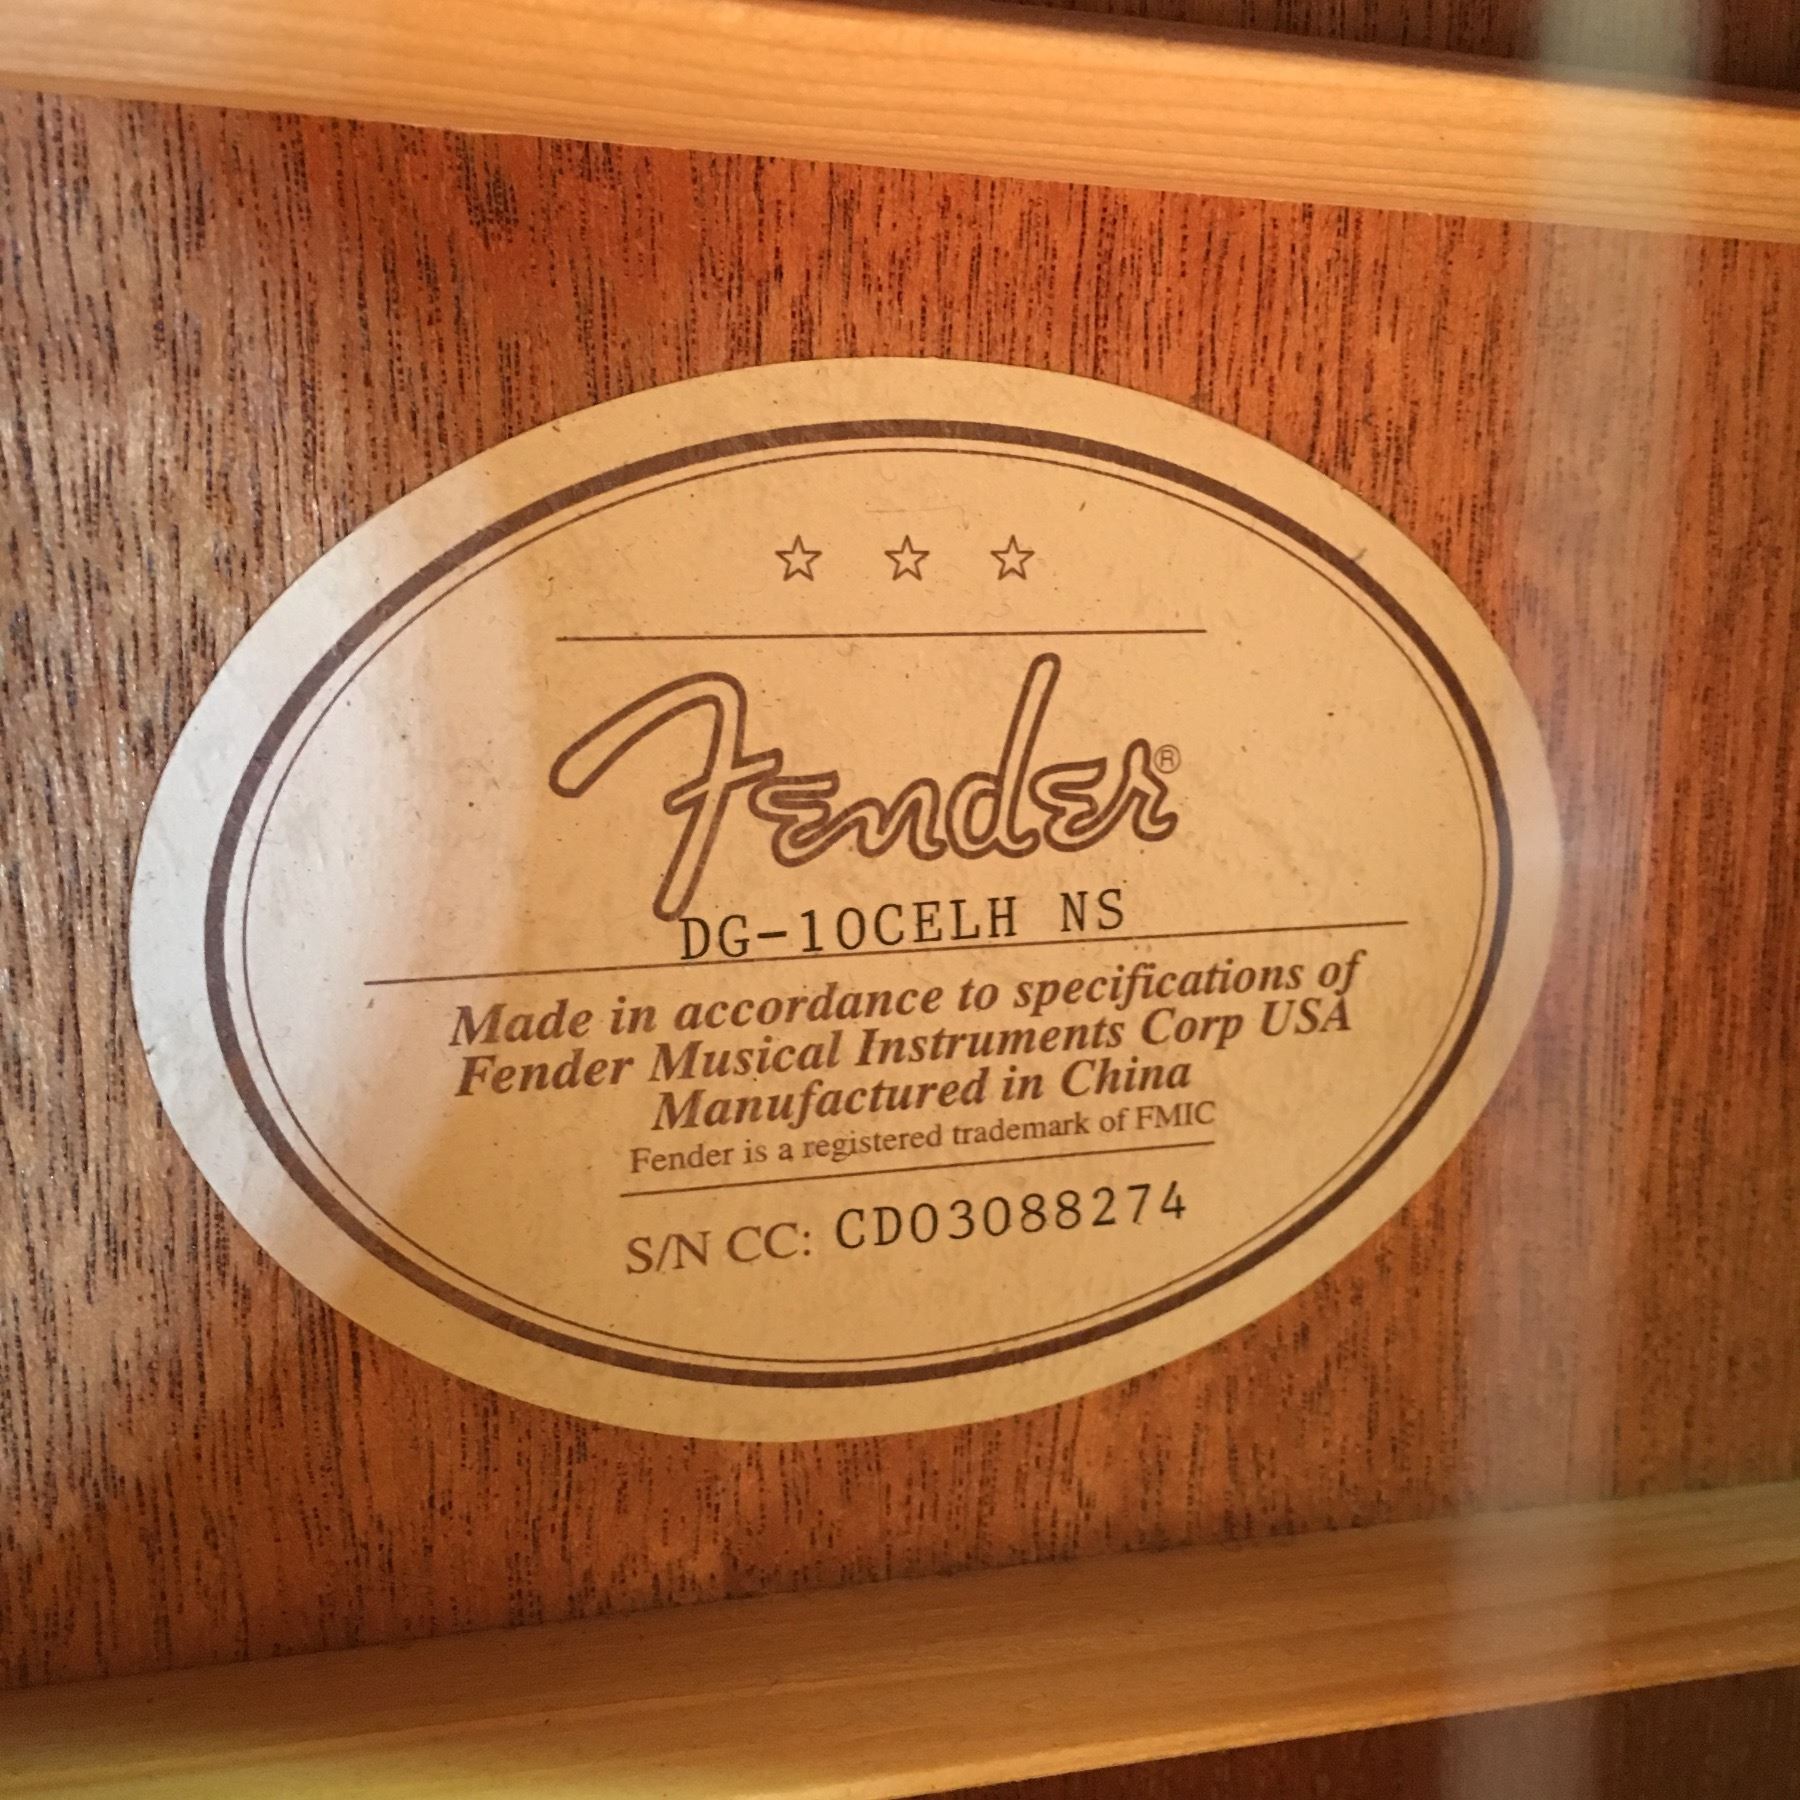 Fender®
DG-10CELH NS
Made in accordance to specifications of
Fender Musical Instruments Corp USA
Manufactured in China
Fender is a registered trademark of FMIC
S/N CC: CD03088274